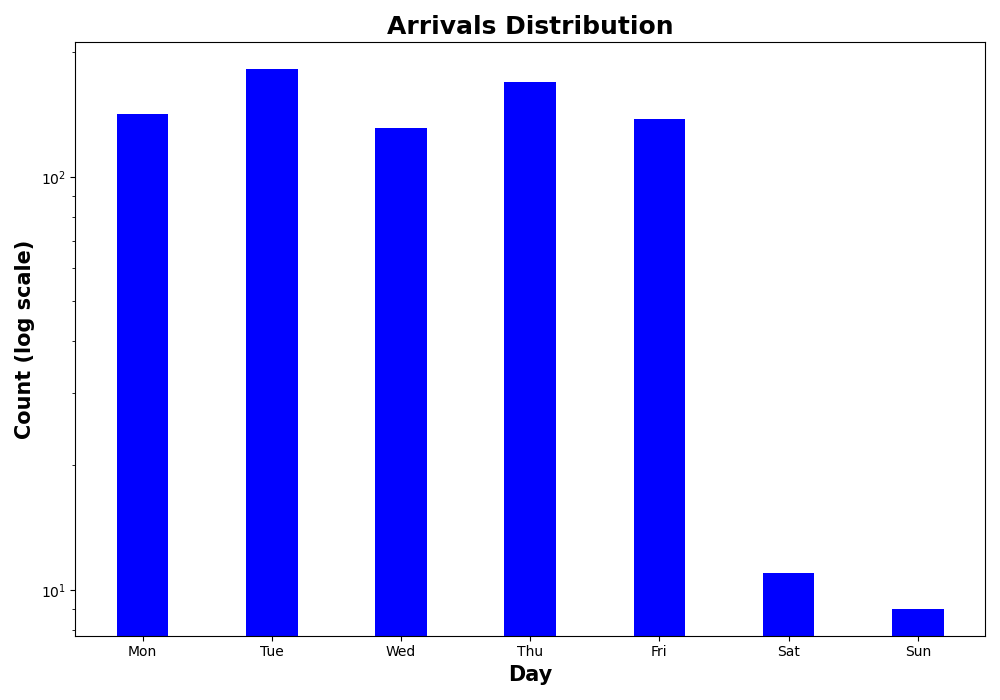 Arrivals Distribution
Count (log scale)
10²
10¹
Mon Tue Wed Thu Fri Sat Sun
Day